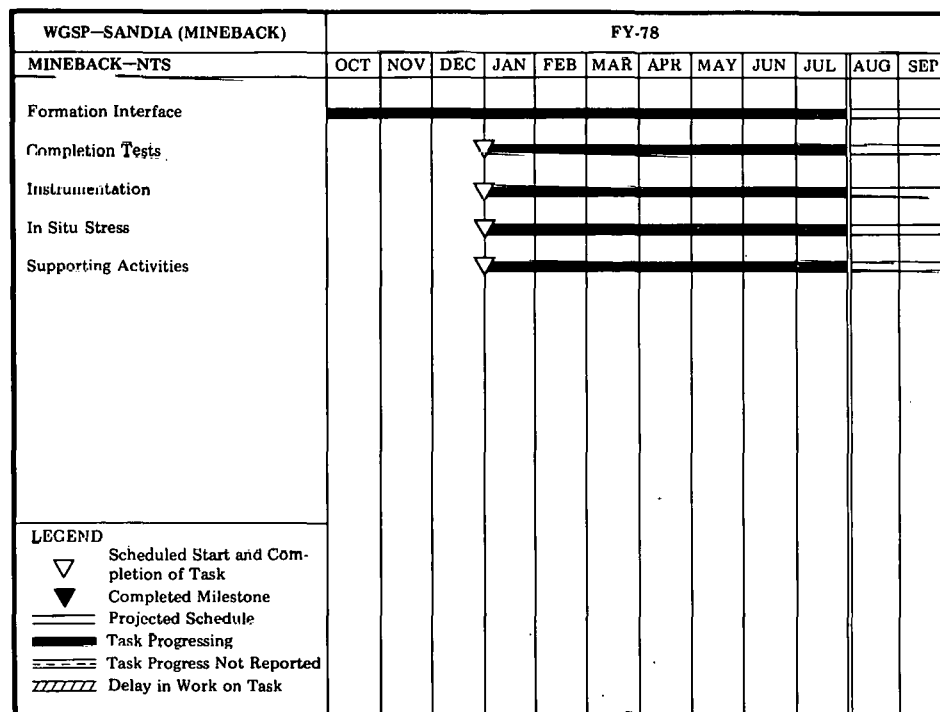 WGSP—SANDIA (MINEBACK)
FY-78
MINEBACK—NTS
OCT NOV DEC JAN FEB MAR APR MAY JUN JUL AUG SEP
Formation Interface
Completion Tests
Instrumentation
In Situ Stress
Supporting Activities
LEGEND
Scheduled Start and Com-
pletion of Task
Completed Milestone
Projected Schedule
Task Progressing
Task Progress Not Reported
Delay in Work on Task